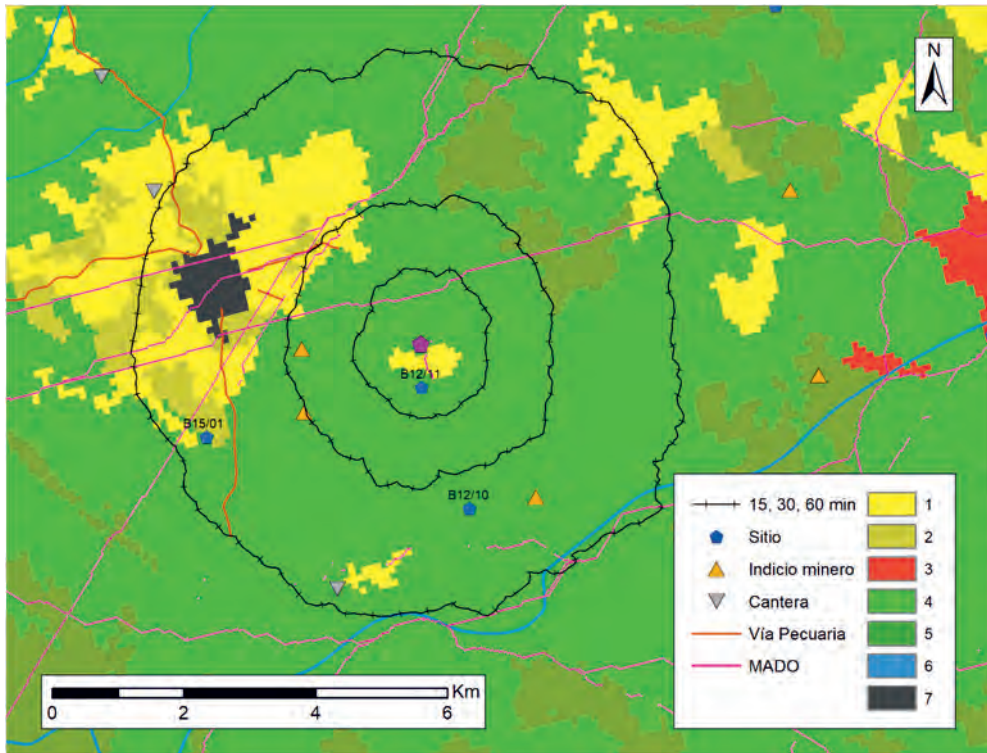 N
B12/11
B15/01
B12/10
15, 30, 60 min
Sitio
Indicio minero
Cantera
Vía Pecuaria
MADO
1
2
3
4
5
6
7
Km
0 2 4 6